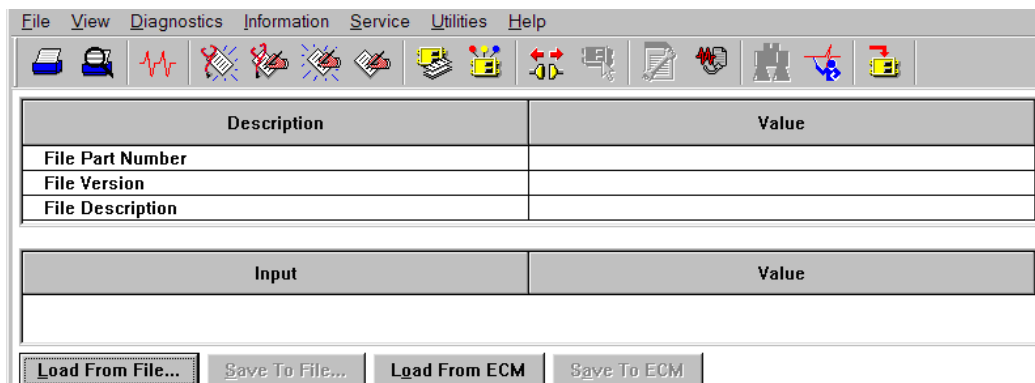 File View Diagnostics Information Service Utilities Help
Description Value
File Part Number
File Version
File Description
Input Value
Load From File... Save To File... Load From ECM Save To ECM